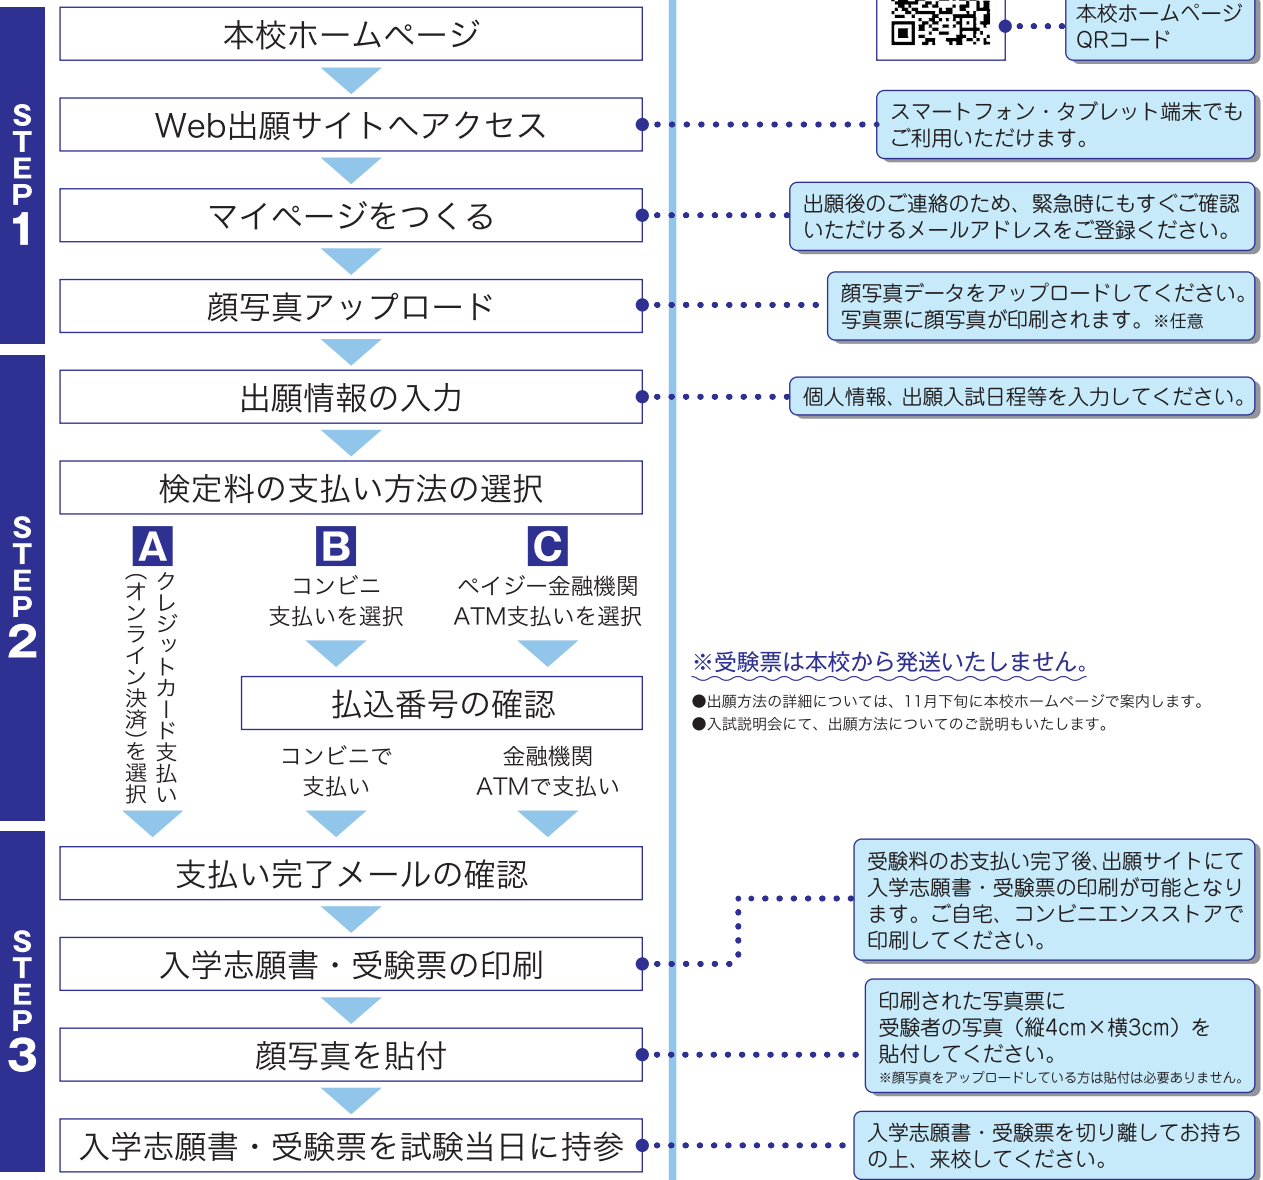 STEP1
本校ホームページ
本校ホームページ
QRコード
Web出願サイトへアクセス
スマートフォン・タブレット端末でも
ご利用いただけます。
マイページをつくる
出願後のご連絡のため、緊急時にもすぐご確認
いただけるメールアドレスをご登録ください。
顔写真アップロード
顔写真データをアップロードしてください。
写真票に顔写真が印刷されます。※任意
STEP2
出願情報の入力
個人情報、出願入試日程等を入力してください。
検定料の支払い方法の選択
A
クレジットカード支払い
(オンライン決済)を選択
B
コンビニ
支払いを選択
C
ペイジー金融機関
ATM支払いを選択
払込番号の確認
コンビニで
支払い
金融機関
ATMで支払い
※受験票は本校から発送いたしません。
●出願方法の詳細については、11月下旬に本校ホームページで案内します。
●入試説明会にて、出願方法についてのご説明もいたします。
STEP3
支払い完了メールの確認
受験料のお支払い完了後、出願サイトにて
入学志願書・受験票の印刷が可能となり
ます。ご自宅、コンビニエンスストアで
印刷してください。
入学志願書・受験票の印刷
顔写真を貼付
印刷された写真票に
受験者の写真（縦4cm×横3cm）を
貼付してください。
※顔写真をアップロードしている方は貼付は必要ありません。
入学志願書・受験票を試験当日に持参
入学志願書・受験票を切り離してお持ち
の上、来校してください。